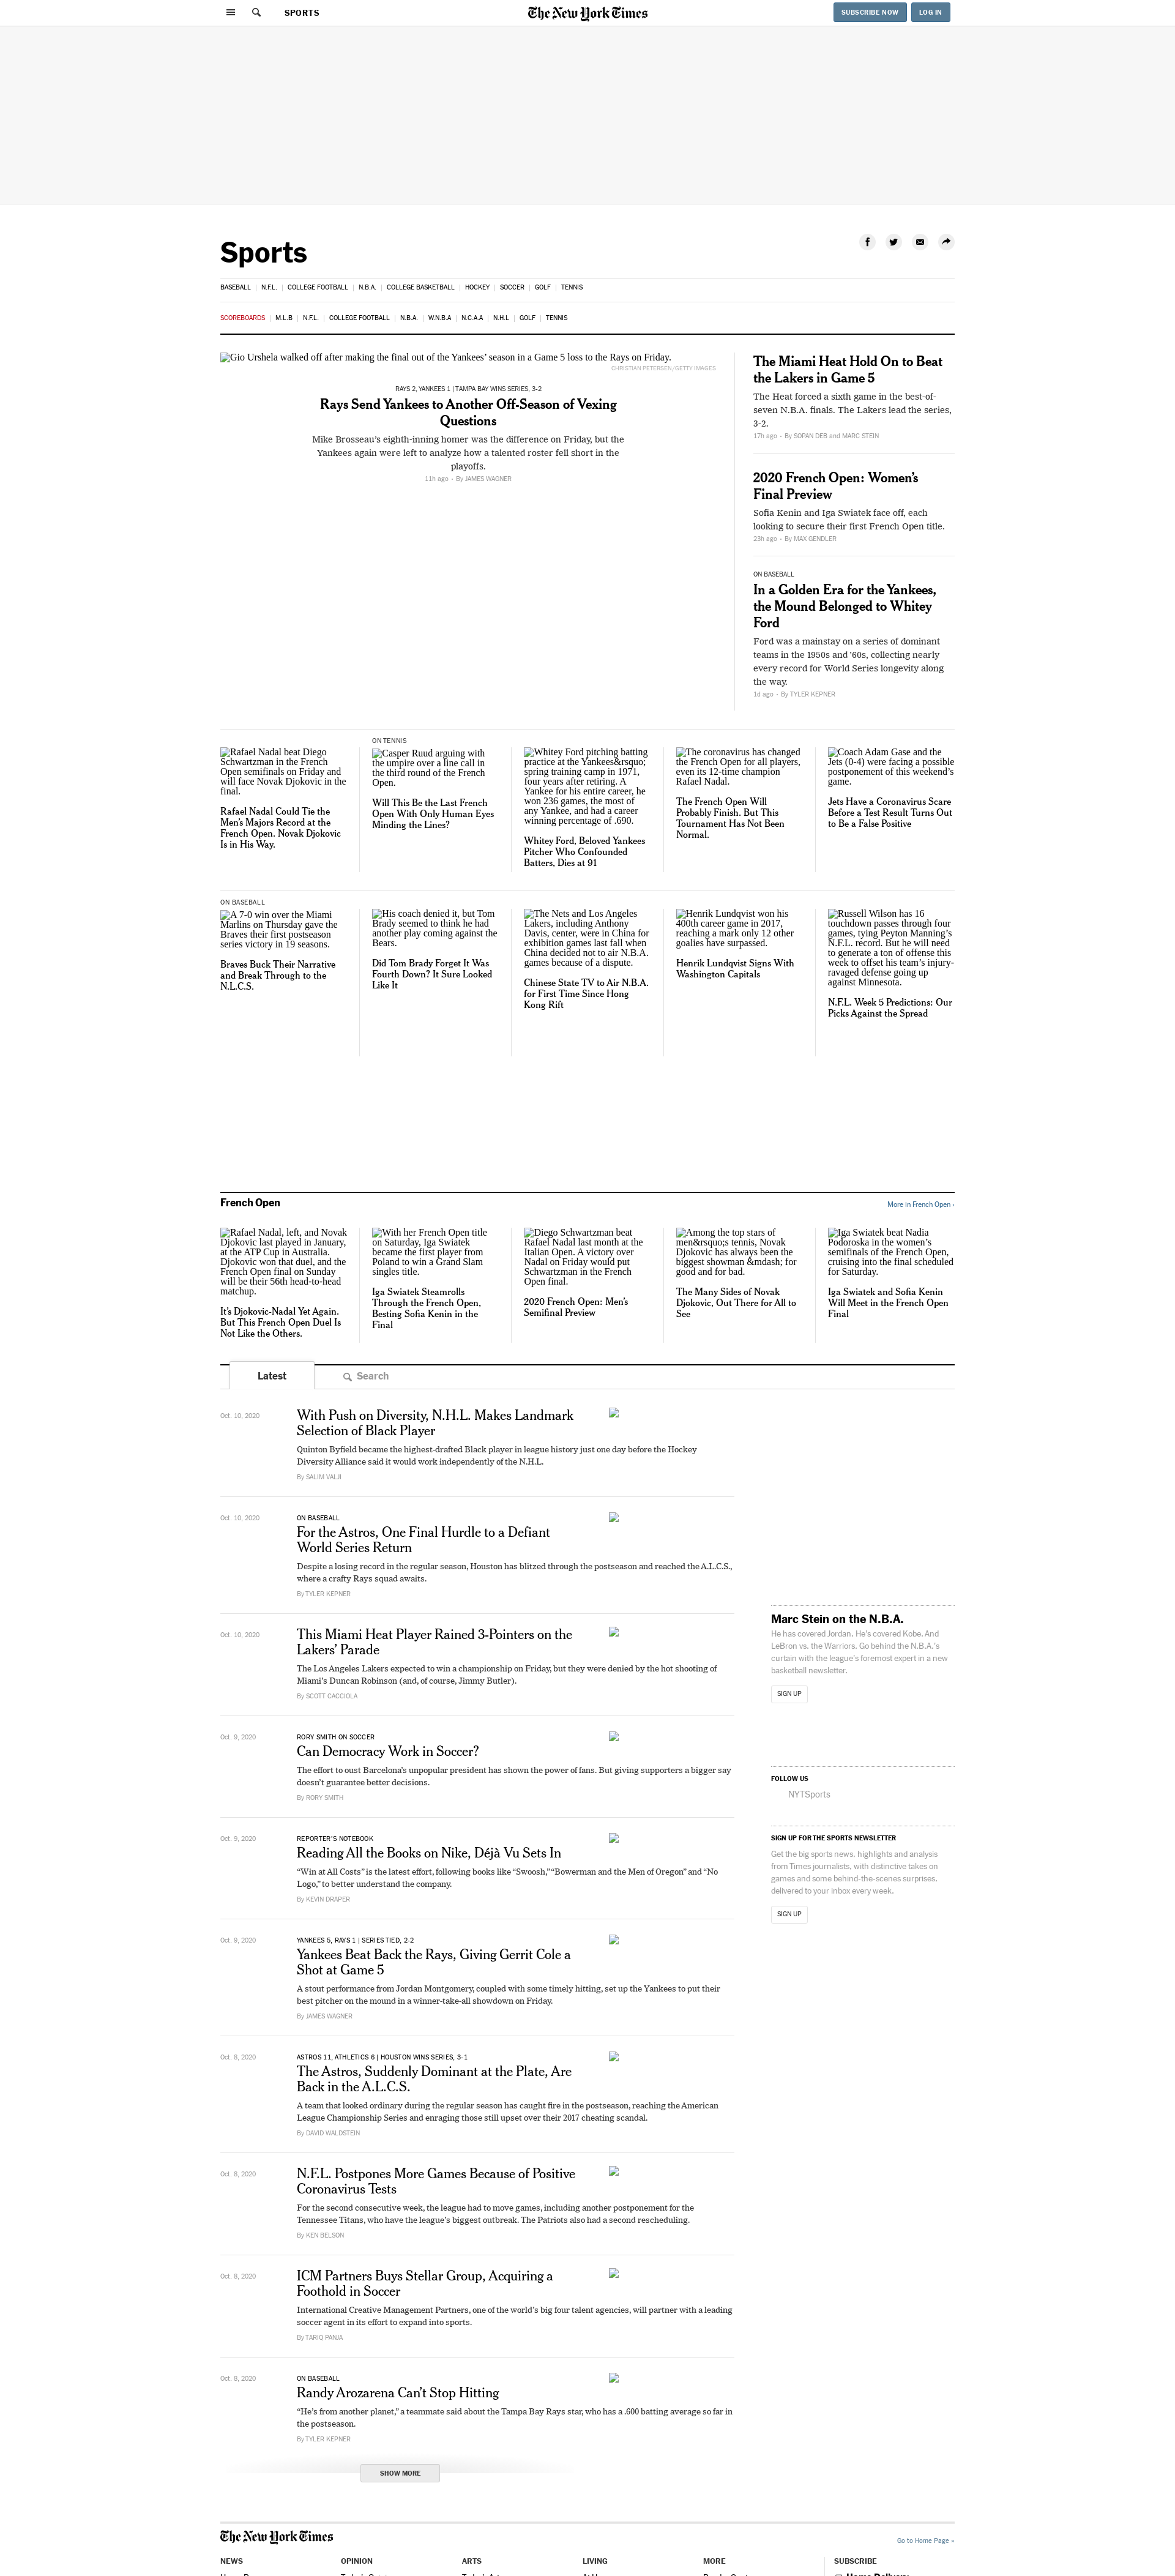 SPORTS
The New York Times
SUBSCRIBE NOW
LOG IN
Sports
BASEBALL | N.F.L. | COLLEGE FOOTBALL | N.B.A. | COLLEGE BASKETBALL | HOCKEY | SOCCER | GOLF | TENNIS
SCOREBOARDS | M.L.B | N.F.L. | COLLEGE FOOTBALL | N.B.A. | W.N.B.A | N.C.A.A | N.H.L | GOLF | TENNIS
Gio Urshela walked off after making the final out of the Yankees’ season in a Game 5 loss to the Rays on Friday.
CHRISTIAN PETERSEN/GETTY IMAGES
RAYS 2, YANKEES 1 | TAMPA BAY WINS SERIES, 3-2
Rays Send Yankees to Another Off-Season of Vexing
Questions
Mike Brosseau’s eighth-inning homer was the difference on Friday, but the
Yankees again were left to analyze how a talented roster fell short in the
playoffs.
11h ago - By JAMES WAGNER
The Miami Heat Hold On to Beat
the Lakers in Game 5
The Heat forced a sixth game in the best-of-
seven N.B.A. finals. The Lakers lead the series,
3-2.
17h ago - By SOPAN DEB and MARC STEIN
2020 French Open: Women’s
Final Preview
Sofia Kenin and Iga Swiatek face off, each
looking to secure their first French Open title.
23h ago - By MAX GENDLER
ON BASEBALL
In a Golden Era for the Yankees,
the Mound Belonged to Whitey
Ford
Ford was a mainstay on a series of dominant
teams in the 1950s and ’60s, collecting nearly
every record for World Series longevity along
the way.
1d ago - By TYLER KEPNER
Rafael Nadal beat Diego
Schwartzman in the French
Open semifinals on Friday and
will face Novak Djokovic in the
final.
Rafael Nadal Could Tie the
Men’s Majors Record at the
French Open. Novak Djokovic
Is in His Way.
ON TENNIS
Casper Ruud arguing with
the umpire over a line call in
the third round of the French
Open.
Will This Be the Last French
Open With Only Human Eyes
Minding the Lines?
Whitey Ford pitching batting
practice at the Yankees&rsquo;
spring training camp in 1971,
four years after retiring. A
Yankee for his entire career, he
won 236 games, the most of
any Yankee, and had a career
winning percentage of .690.
Whitey Ford, Beloved Yankees
Pitcher Who Confounded
Batters, Dies at 91
The coronavirus has changed
the French Open for all players,
even its 12-time champion
Rafael Nadal.
The French Open Will
Probably Finish. But This
Tournament Has Not Been
Normal.
Coach Adam Gase and the
Jets (0-4) were facing a possible
postponement of this weekend’s
game.
Jets Have a Coronavirus Scare
Before a Test Result Turns Out
to Be a False Positive
ON BASEBALL
A 7-0 win over the Miami
Marlins on Thursday gave the
Braves their first postseason
series victory in 19 seasons.
Braves Buck Their Narrative
and Break Through to the
N.L.C.S.
His coach denied it, but Tom
Brady seemed to think he had
another play coming against the
Bears.
Did Tom Brady Forget It Was
Fourth Down? It Sure Looked
Like It
The Nets and Los Angeles
Lakers, including Anthony
Davis, center, were in China for
exhibition games last fall when
China decided not to air N.B.A.
games because of a dispute.
Chinese State TV to Air N.B.A.
for First Time Since Hong
Kong Rift
Henrik Lundqvist won his
400th career game in 2017,
reaching a mark only 12 other
goalies have surpassed.
Henrik Lundqvist Signs With
Washington Capitals
Russell Wilson has 16
touchdown passes through four
games, tying Peyton Manning’s
N.F.L. record. But he will need
to generate a ton of offense this
week to offset his team’s injury-
ravaged defense going up
against Minnesota.
N.F.L. Week 5 Predictions: Our
Picks Against the Spread
French Open
More in French Open ›
Rafael Nadal, left, and Novak
Djokovic last played in January,
at the ATP Cup in Australia.
Djokovic won that duel, and the
French Open final on Sunday
will be their 56th head-to-head
matchup.
It’s Djokovic-Nadal Yet Again.
But This French Open Duel Is
Not Like the Others.
With her French Open title
on Saturday, Iga Swiatek
became the first player from
Poland to win a Grand Slam
singles title.
Iga Swiatek Steamrolls
Through the French Open,
Besting Sofia Kenin in the
Final
Diego Schwartzman beat
Rafael Nadal last month at the
Italian Open. A victory over
Nadal on Friday would put
Schwartzman in the French
Open final.
2020 French Open: Men’s
Semifinal Preview
Among the top stars of
men&rsquo;s tennis, Novak
Djokovic has always been the
biggest showman &mdash; for
good and for bad.
The Many Sides of Novak
Djokovic, Out There for All to
See
Iga Swiatek beat Nadia
Podoroska in the women’s
semifinals of the French Open,
cruising into the final scheduled
for Saturday.
Iga Swiatek and Sofia Kenin
Will Meet in the French Open
Final
Latest
Search
Oct. 10, 2020
With Push on Diversity, N.H.L. Makes Landmark
Selection of Black Player
Quinton Byfield became the highest-drafted Black player in league history just one day before the Hockey
Diversity Alliance said it would work independently of the N.H.L.
By SALIM VALJI
Oct. 10, 2020
ON BASEBALL
For the Astros, One Final Hurdle to a Defiant
World Series Return
Despite a losing record in the regular season, Houston has blitzed through the postseason and reached the A.L.C.S.,
where a crafty Rays squad awaits.
By TYLER KEPNER
Oct. 10, 2020
This Miami Heat Player Rained 3-Pointers on the
Lakers’ Parade
The Los Angeles Lakers expected to win a championship on Friday, but they were denied by the hot shooting of
Miami’s Duncan Robinson (and, of course, Jimmy Butler).
By SCOTT CACCIOLA
Oct. 9, 2020
RORY SMITH ON SOCCER
Can Democracy Work in Soccer?
The effort to oust Barcelona’s unpopular president has shown the power of fans. But giving supporters a bigger say
doesn’t guarantee better decisions.
By RORY SMITH
Oct. 9, 2020
REPORTER’S NOTEBOOK
Reading All the Books on Nike, Déjà Vu Sets In
“Win at All Costs” is the latest effort, following books like “Swoosh,” “Bowerman and the Men of Oregon” and “No
Logo,” to better understand the company.
By KEVIN DRAPER
Oct. 9, 2020
YANKEES 5, RAYS 1 | SERIES TIED, 2-2
Yankees Beat Back the Rays, Giving Gerrit Cole a
Shot at Game 5
A stout performance from Jordan Montgomery, coupled with some timely hitting, set up the Yankees to put their
best pitcher on the mound in a winner-take-all showdown on Friday.
By JAMES WAGNER
Oct. 8, 2020
ASTROS 11, ATHLETICS 6 | HOUSTON WINS SERIES, 3-1
The Astros, Suddenly Dominant at the Plate, Are
Back in the A.L.C.S.
A team that looked ordinary during the regular season has caught fire in the postseason, reaching the American
League Championship Series and enraging those still upset over their 2017 cheating scandal.
By DAVID WALDSTEIN
Oct. 8, 2020
N.F.L. Postpones More Games Because of Positive
Coronavirus Tests
For the second consecutive week, the league had to move games, including another postponement for the
Tennessee Titans, who have the league’s biggest outbreak. The Patriots also had a second rescheduling.
By KEN BELSON
Oct. 8, 2020
ICM Partners Buys Stellar Group, Acquiring a
Foothold in Soccer
International Creative Management Partners, one of the world’s big four talent agencies, will partner with a leading
soccer agent in its effort to expand into sports.
By TARIQ PANJA
Oct. 8, 2020
ON BASEBALL
Randy Arozarena Can’t Stop Hitting
“He’s from another planet,” a teammate said about the Tampa Bay Rays star, who has a .600 batting average so far in
the postseason.
By TYLER KEPNER
SHOW MORE
Marc Stein on the N.B.A.
He has covered Jordan. He’s covered Kobe. And
LeBron vs. the Warriors. Go behind the N.B.A.’s
curtain with the league’s foremost expert in a new
basketball newsletter.
SIGN UP
FOLLOW US
NYTSports
SIGN UP FOR THE SPORTS NEWSLETTER
Get the big sports news, highlights and analysis
from Times journalists, with distinctive takes on
games and some behind-the-scenes surprises,
delivered to your inbox every week.
SIGN UP
The New York Times
Go to Home Page »
NEWS
OPINION
ARTS
LIVING
MORE
SUBSCRIBE